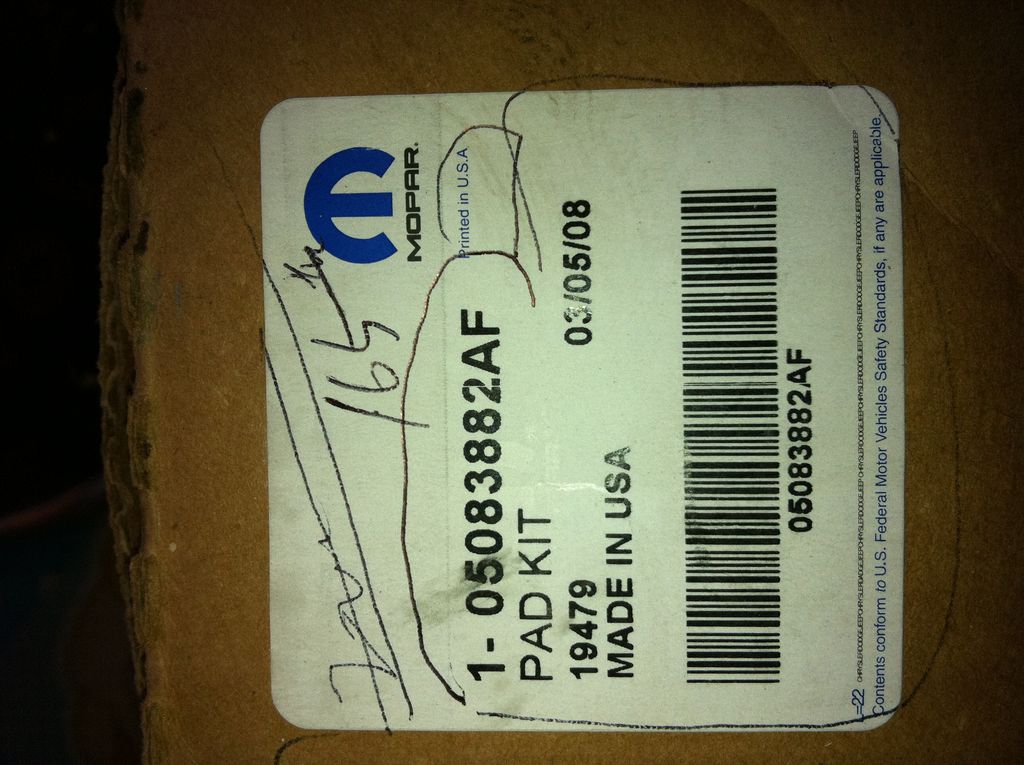 MOPAR.
Printed in U.S.A
1- 05083882AF
PAD KIT
19479
03/05/08
MADE IN USA
05083882AF
=22
Contents conform to U.S. Federal Motor Vehicles Safety Standards, if any are applicable.